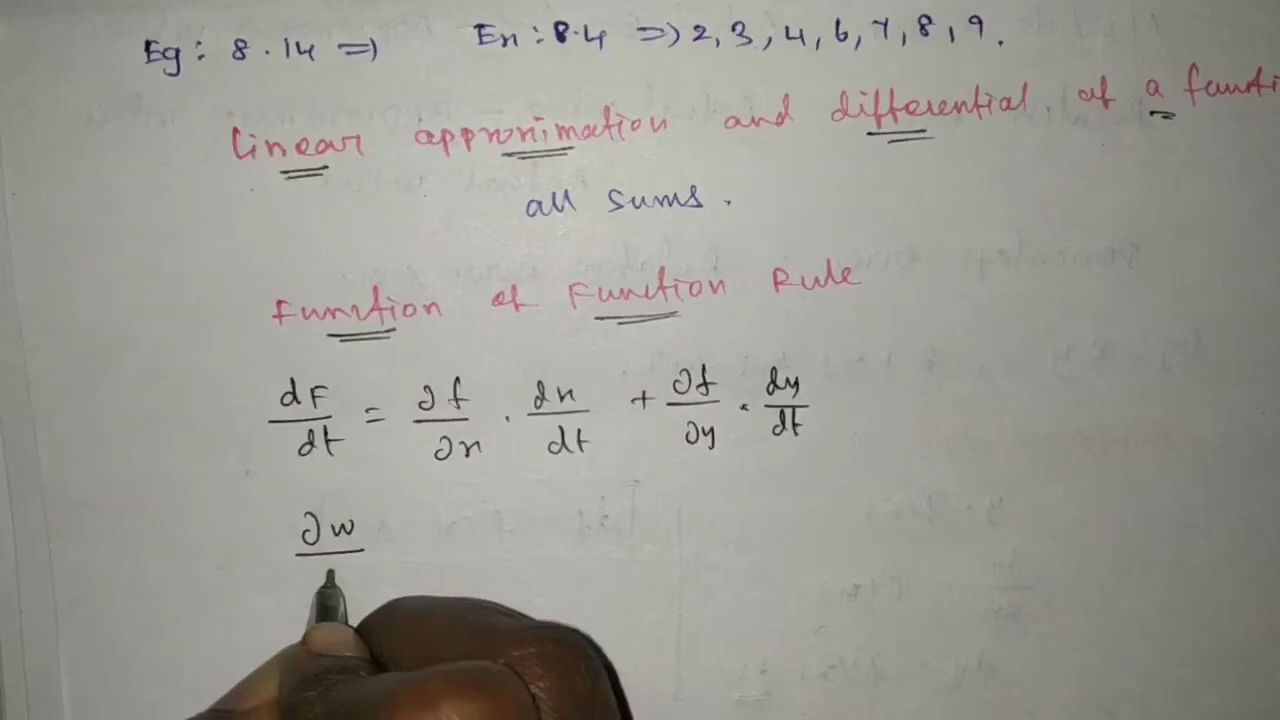 Eg: 8.14 => Ex: 8.4 => 2, 3, 4, 6, 7, 8, 9.
Linear approximation and differential of a functi
all sums.
Function of Function Rule
dF/dt = ∂f/∂x . dx/dt + ∂f/∂y . dy/dt
∂w